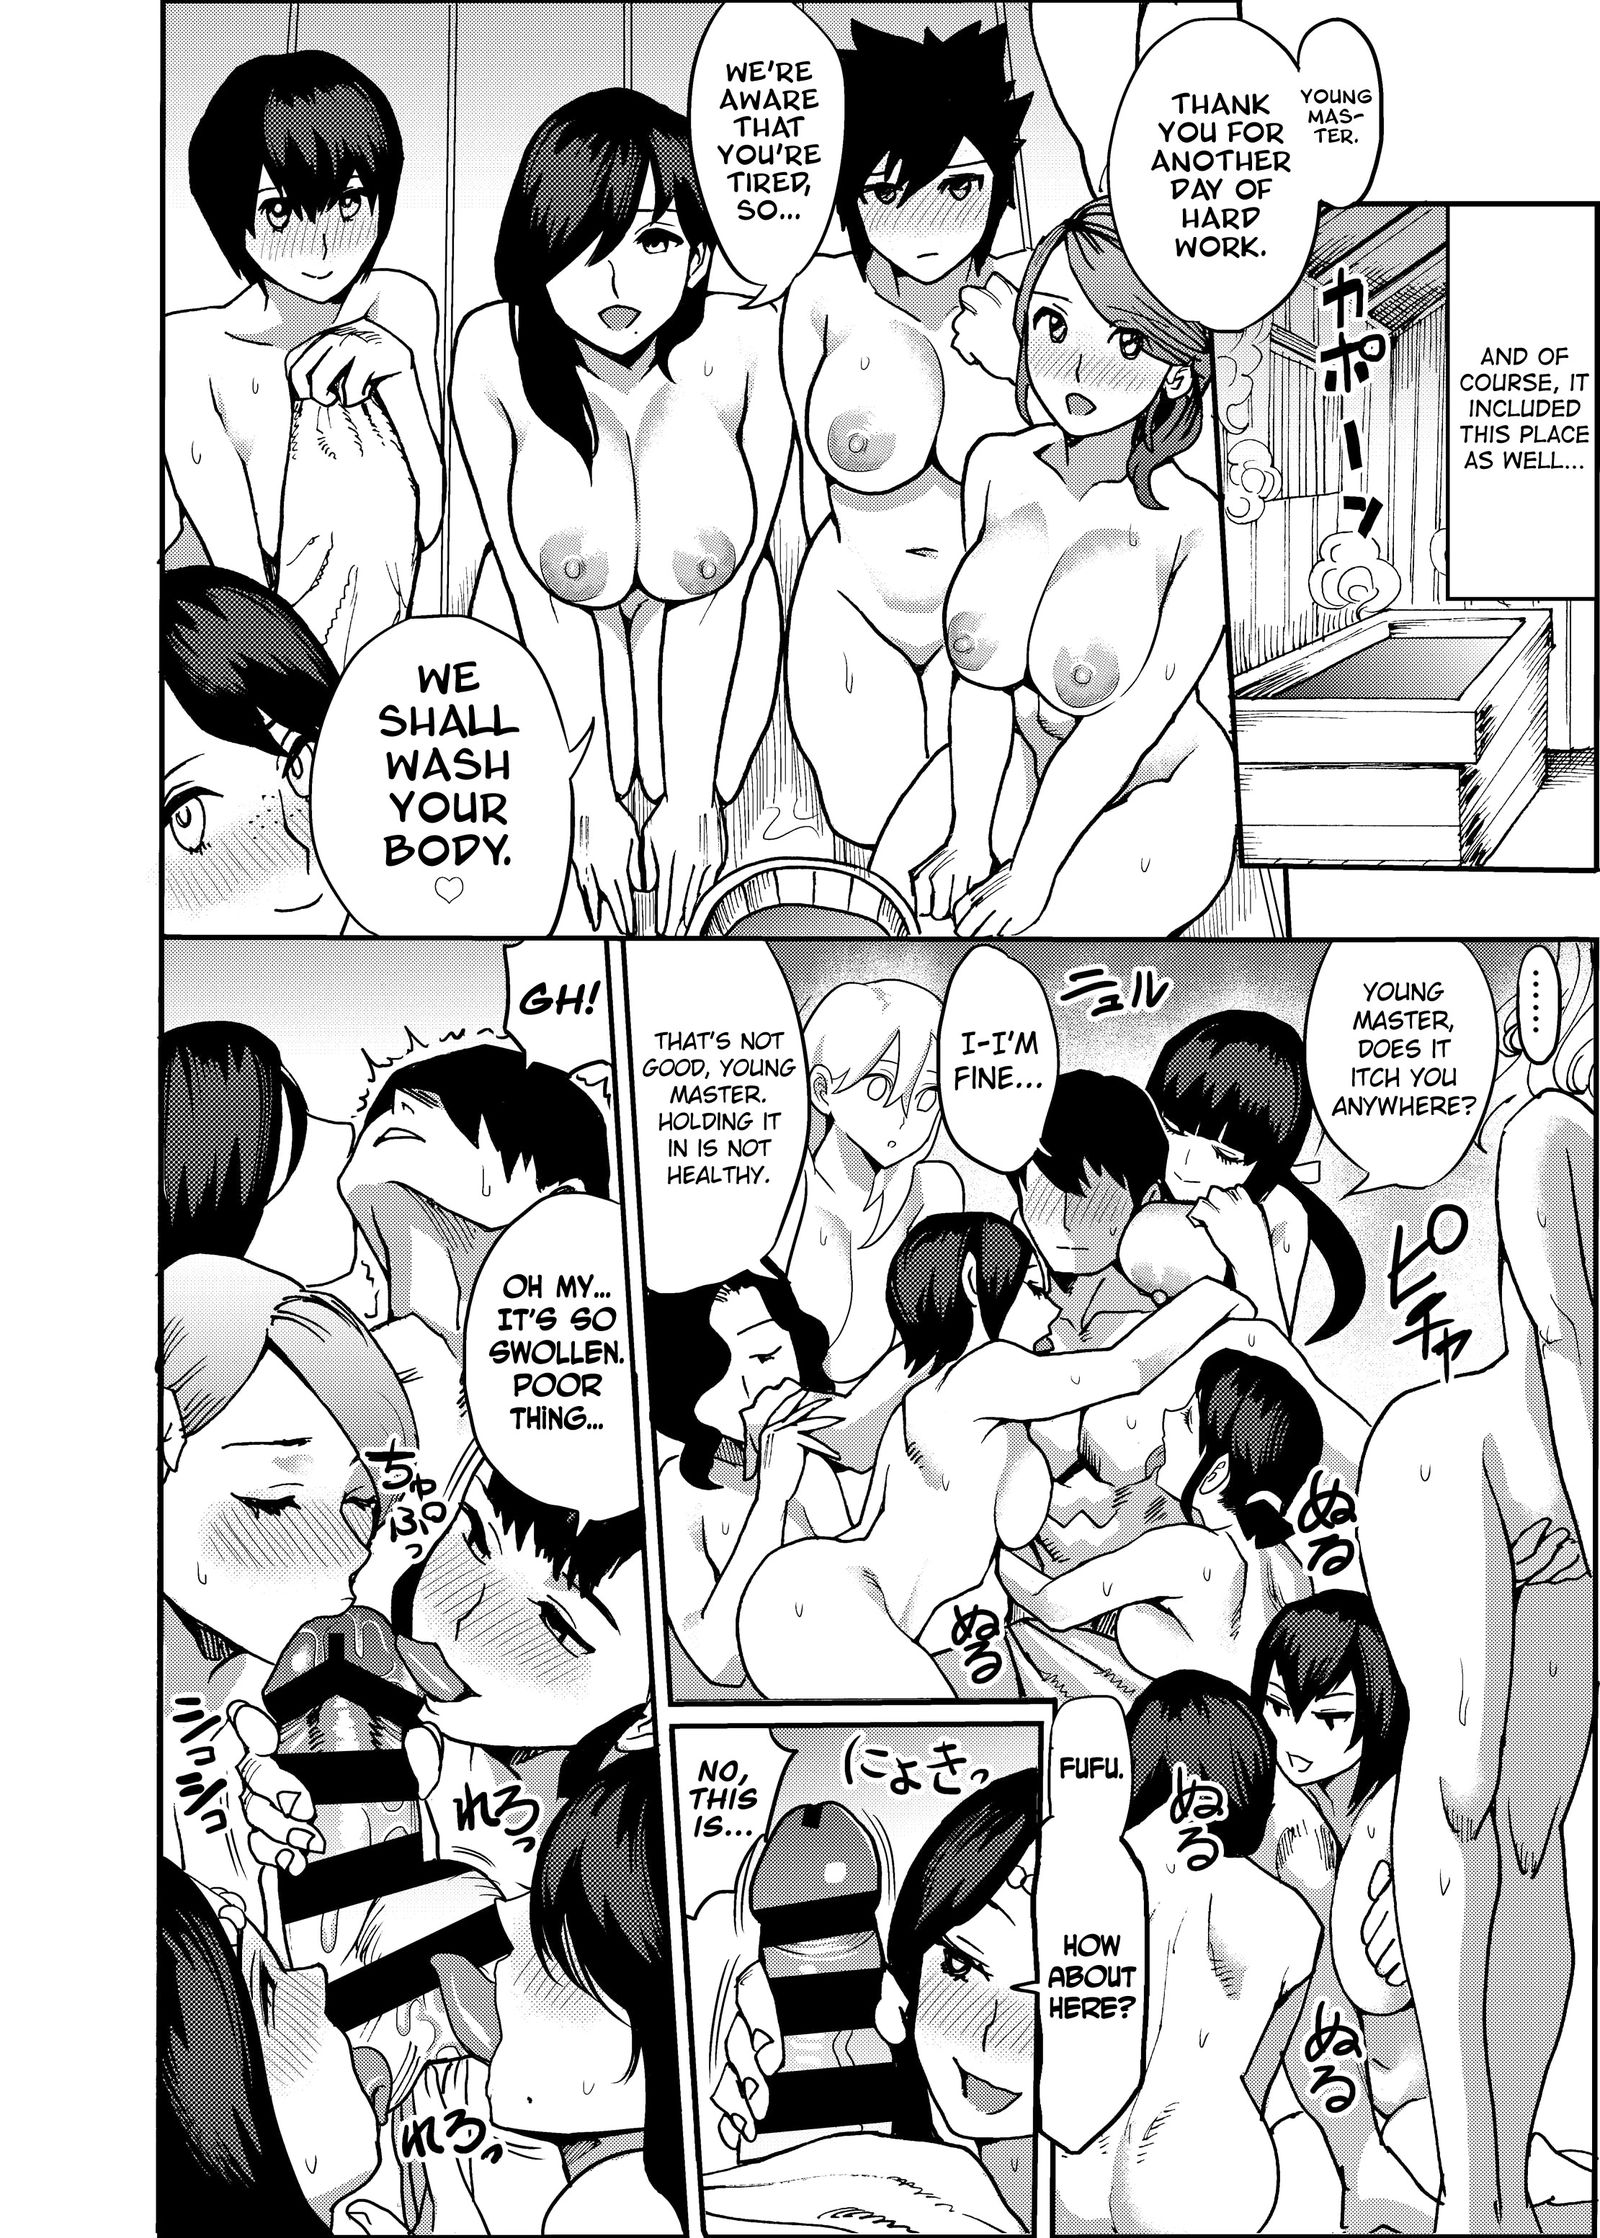 AND OF
COURSE, IT
INCLUDED
THIS PLACE
AS WELL...
カポーン
YOUNG
MAS-
TER.
THANK
YOU FOR
ANOTHER
DAY OF
HARD
WORK.
WE'RE
AWARE
THAT
YOU'RE
TIRED,
SO...
WE
SHALL
WASH
YOUR
BODY.
♡
........
YOUNG
MASTER,
DOES IT
ITCH YOU
ANYWHERE?
ニュル
I-I'M
FINE...
ピチャ
THAT'S NOT
GOOD, YOUNG
MASTER.
HOLDING IT
IN IS NOT
HEALTHY.
ぬる
ぬる
ぬる
ぬる
FUFU.
HOW
ABOUT
HERE?
にょきっ
NO,
THIS
IS...
GH!
OH MY...
IT'S SO
SWOLLEN.
POOR
THING...
ちゅぷっ
シコシコ
れろっ
れろっ